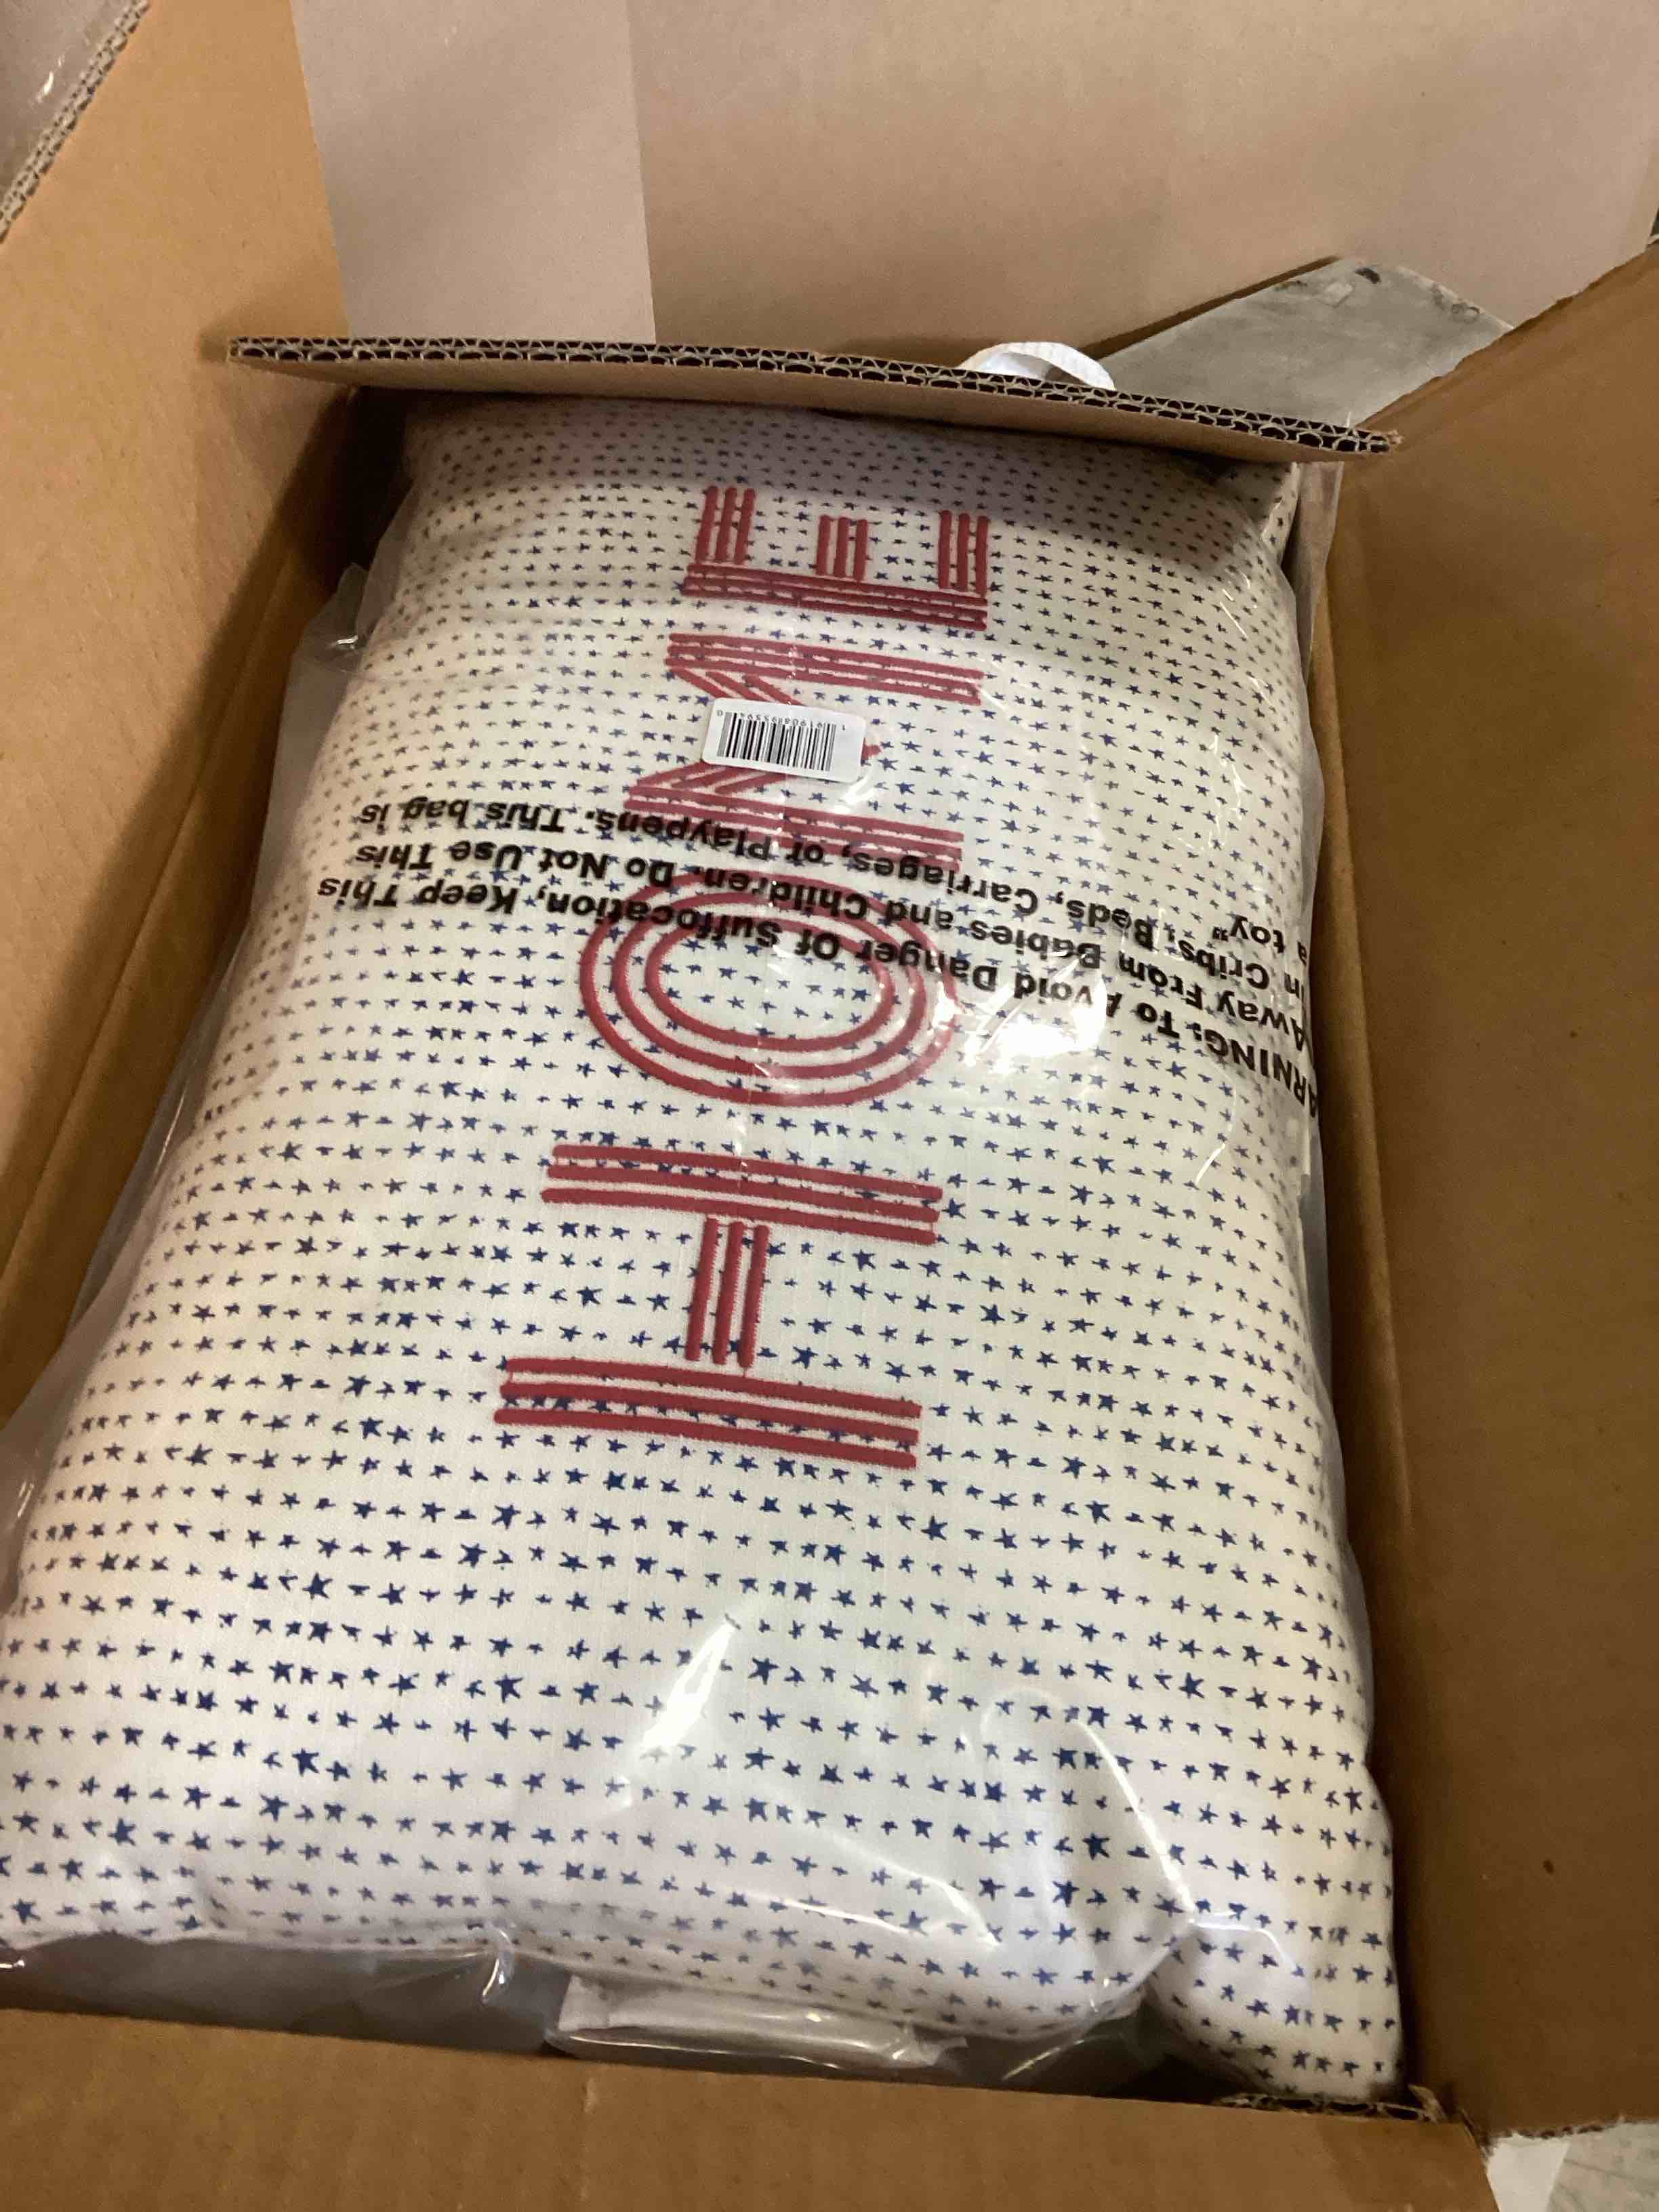 HOME
ARNING: To Avoid Danger Of Suffocation, Keep This
Away From Babies and Children. Do Not Use This
in Cribs, Beds, Carriages, or Playpens. This bag is
a toy”